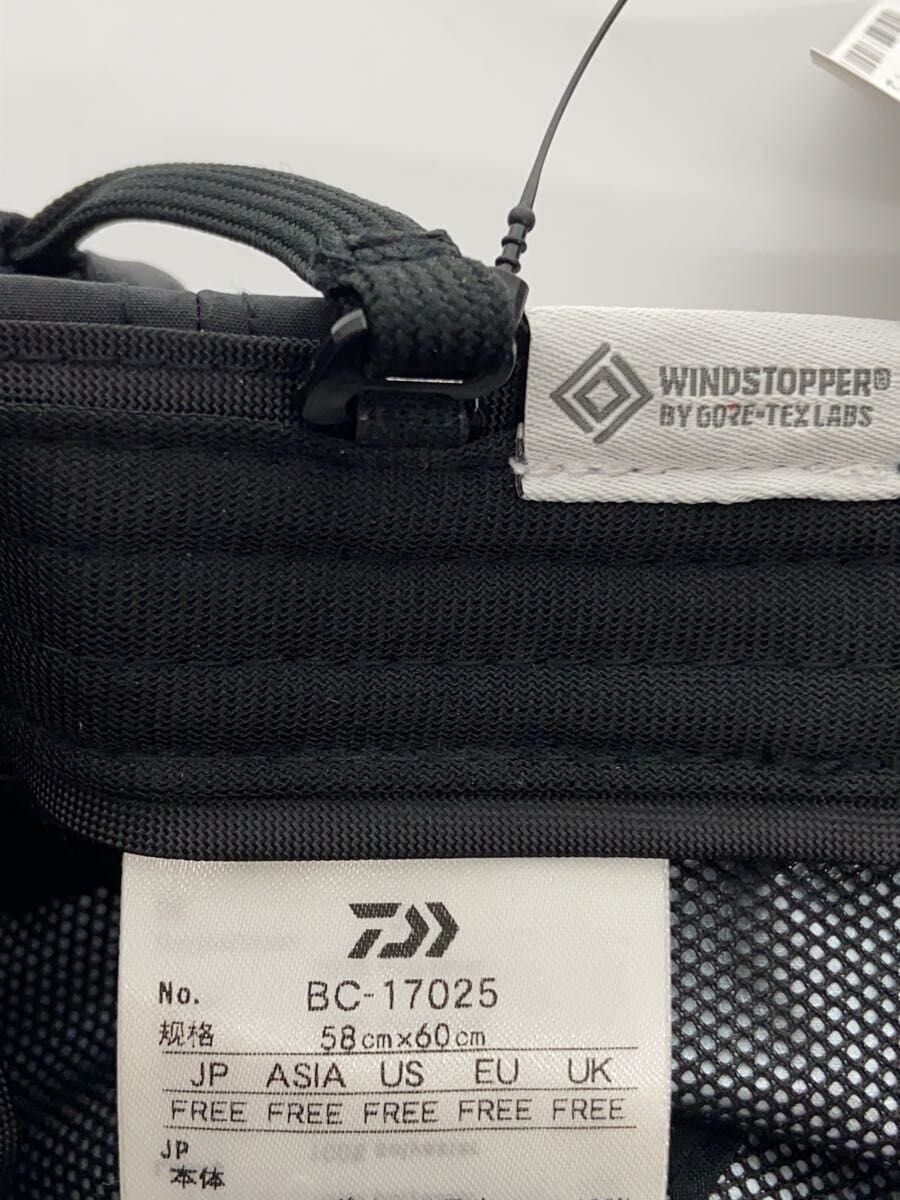 WINDSTOPPER®
BY GORE-TEX LABS
No. BC-17025
规格 58cm×60cm
JP ASIA US EU UK
FREE FREE FREE FREE FREE
JP
本体